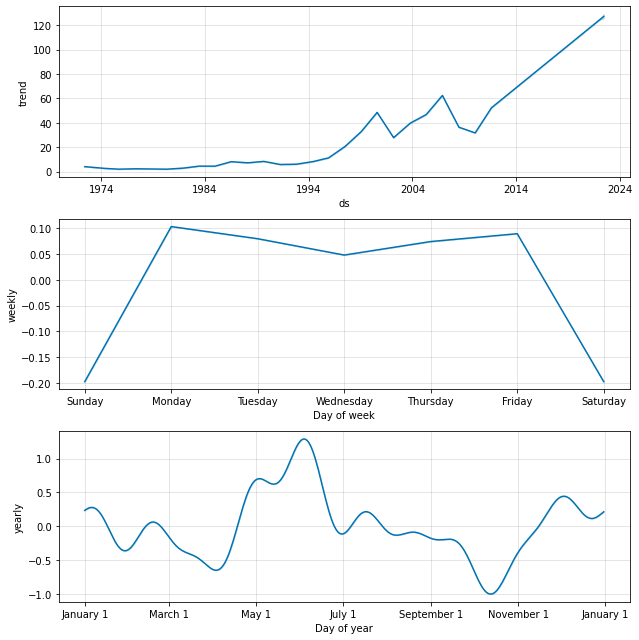 120
100
80
60
40
20
0
trend
1974 1984 1994 2004 2014 2024
ds
0.10
0.05
0.00
−0.05
−0.10
−0.15
−0.20
weekly
Sunday Monday Tuesday Wednesday Thursday Friday Saturday
Day of week
1.0
0.5
0.0
−0.5
−1.0
yearly
January 1 March 1 May 1 July 1 September 1 November 1 January 1
Day of year